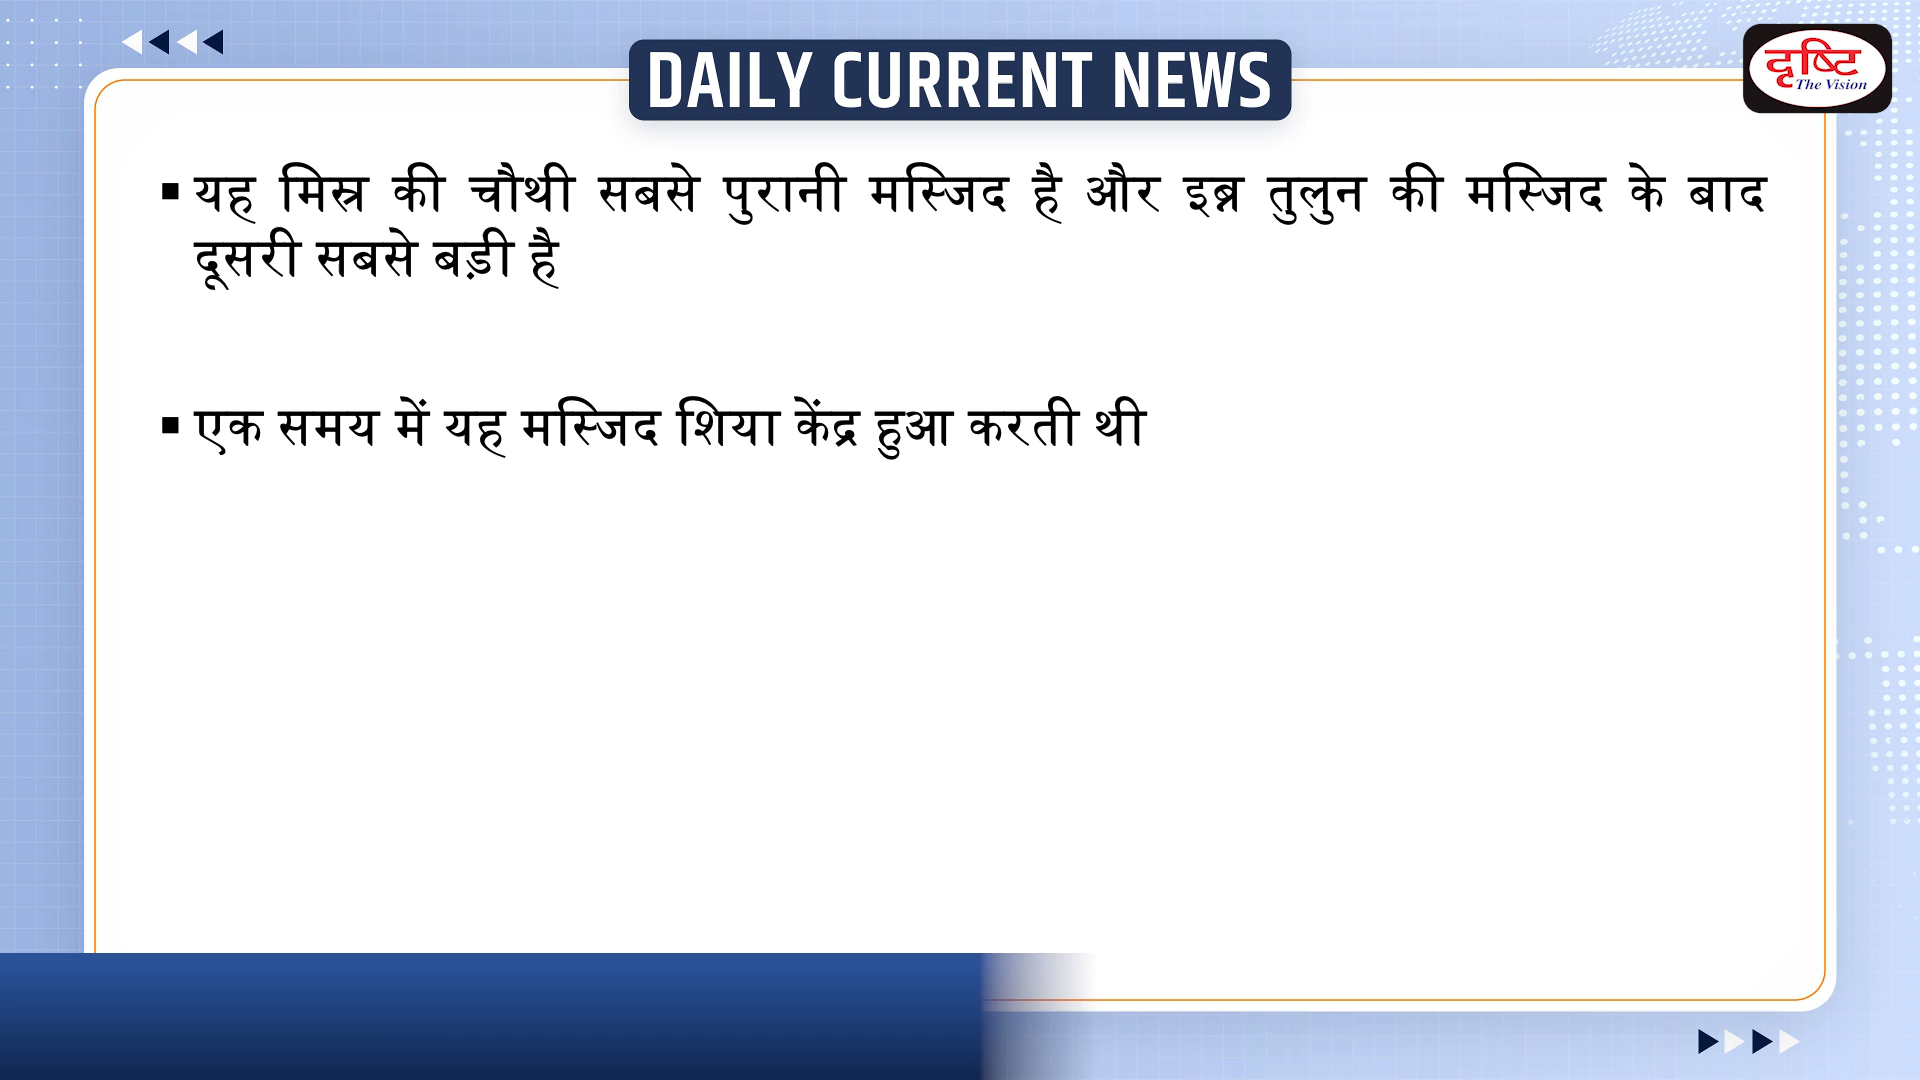 DAILY CURRENT NEWS
दृष्टि
The Vision
▪ यह मिस्र की चौथी सबसे पुरानी मस्जिद है और इब्न तुलुन की मस्जिद के बाद
दूसरी सबसे बड़ी है
▪ एक समय में यह मस्जिद शिया केंद्र हुआ करती थी